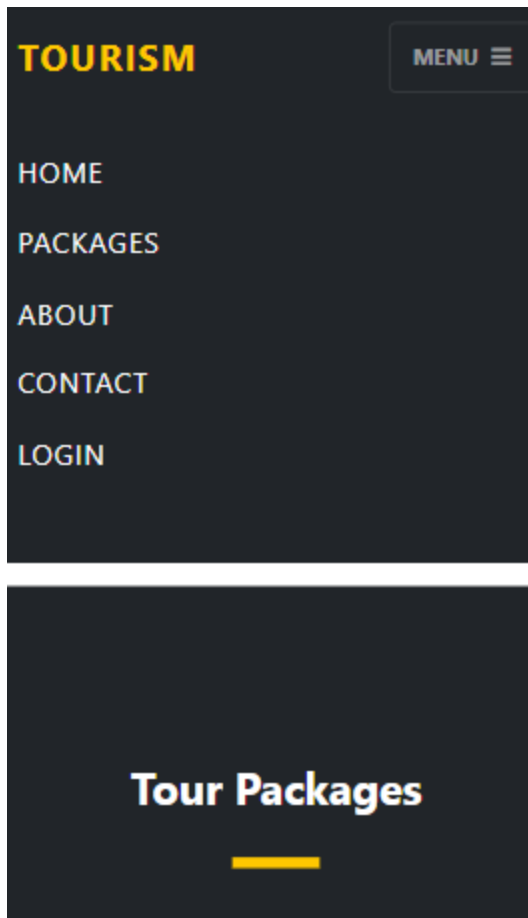 TOURISM
MENU ☰
HOME
PACKAGES
ABOUT
CONTACT
LOGIN
Tour Packages